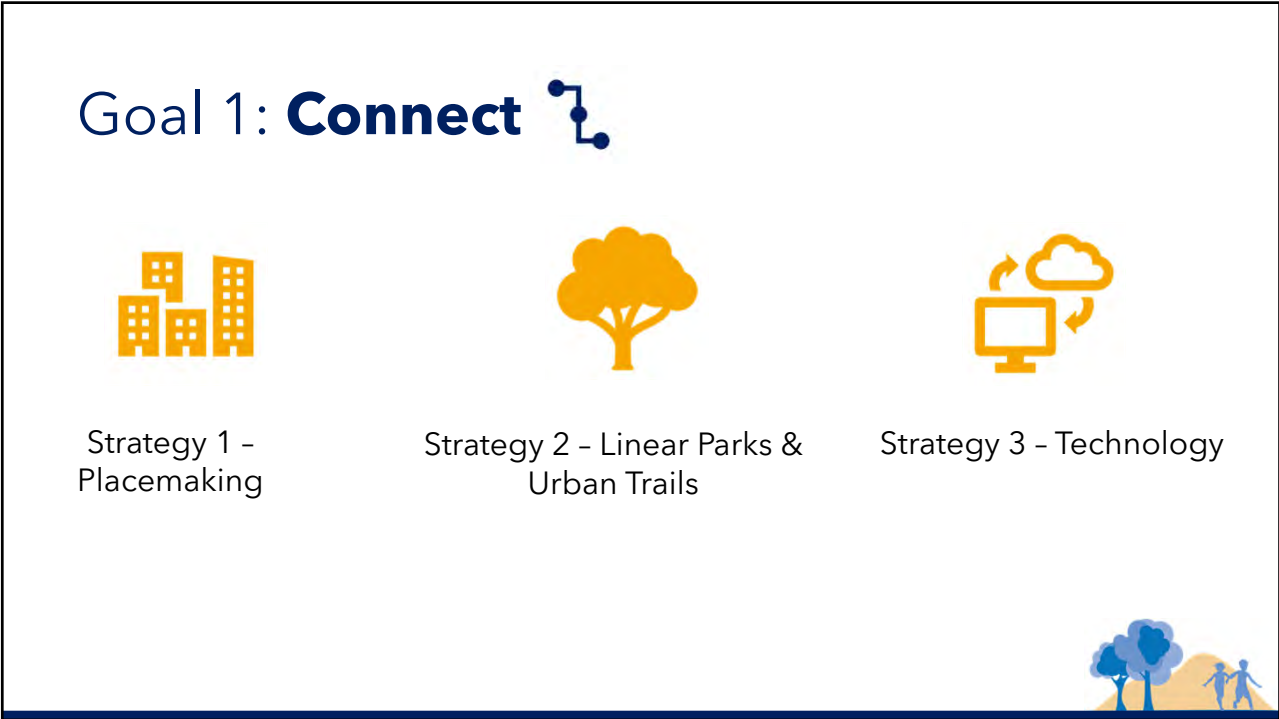 Goal 1: Connect
Strategy 1 –
Placemaking
Strategy 2 – Linear Parks &
Urban Trails
Strategy 3 – Technology